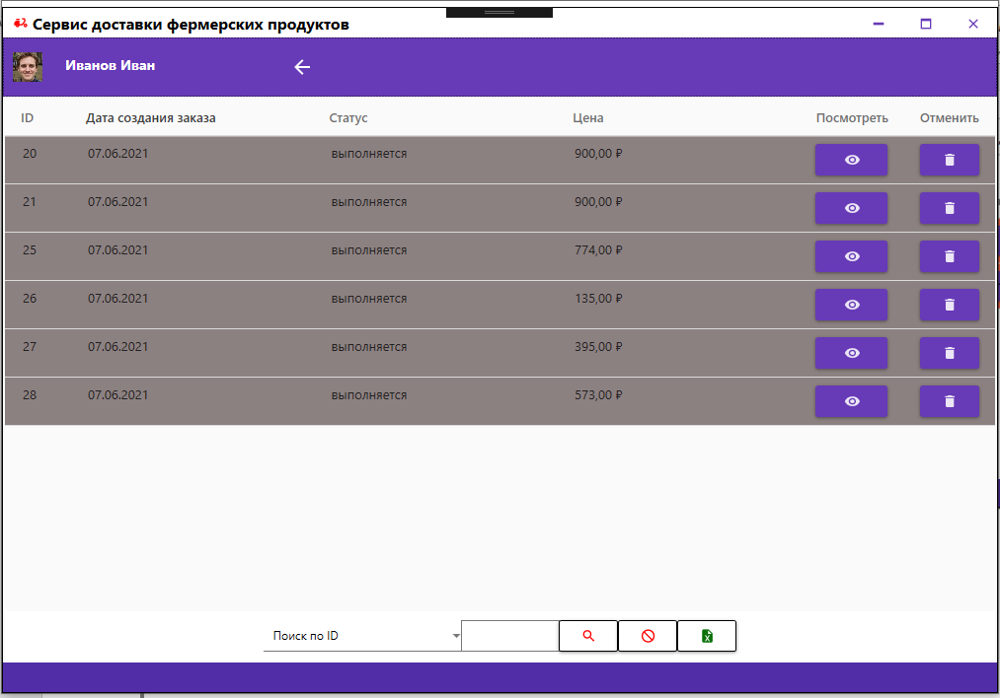 Сервис доставки фермерских продуктов
Иванов Иван
ID Дата создания заказа Статус Цена Посмотреть Отменить
20 07.06.2021 выполняется 900,00 ₽
21 07.06.2021 выполняется 900,00 ₽
25 07.06.2021 выполняется 774,00 ₽
26 07.06.2021 выполняется 135,00 ₽
27 07.06.2021 выполняется 395,00 ₽
28 07.06.2021 выполняется 573,00 ₽
Поиск по ID